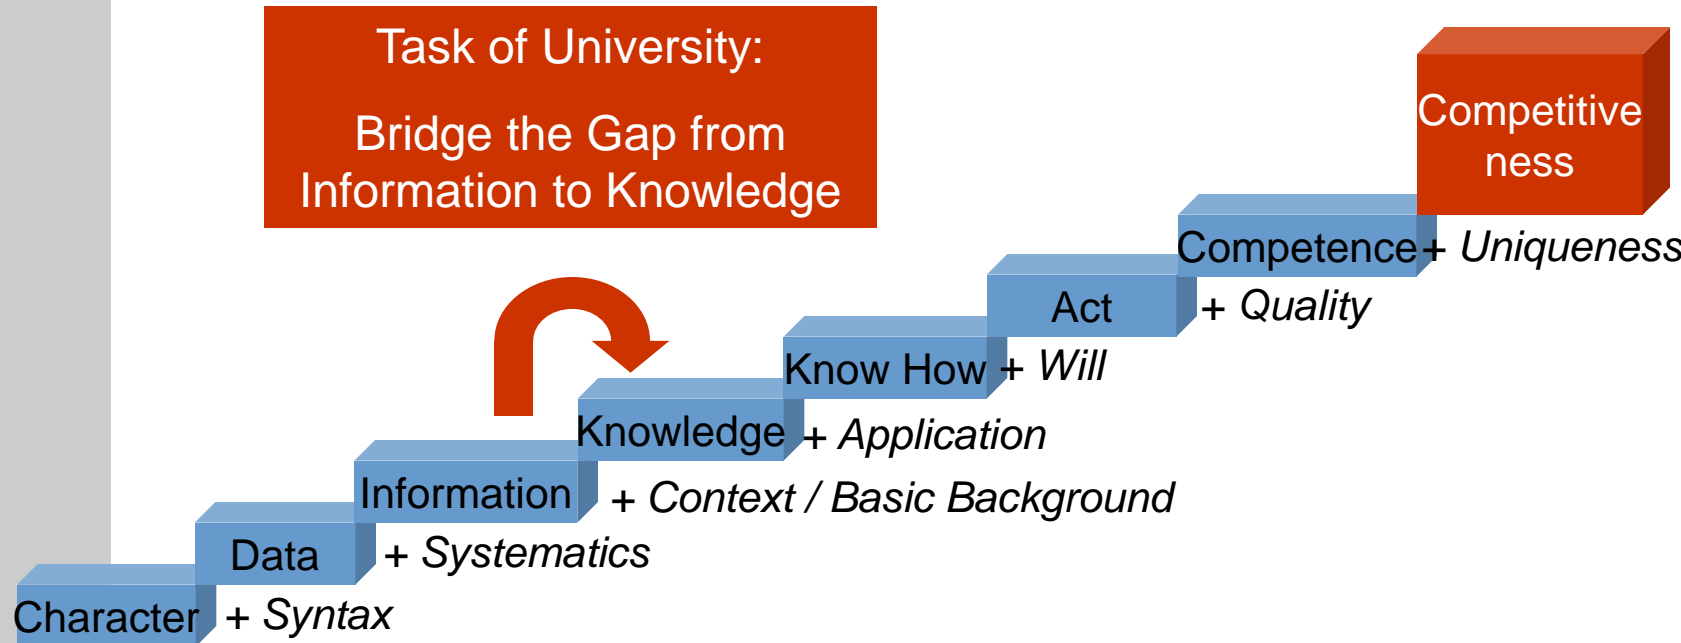 Task of University:
Bridge the Gap from
Information to Knowledge
Competitive
ness
Competence + Uniqueness
Act + Quality
Know How + Will
Knowledge + Application
Information + Context / Basic Background
Data + Systematics
Character + Syntax